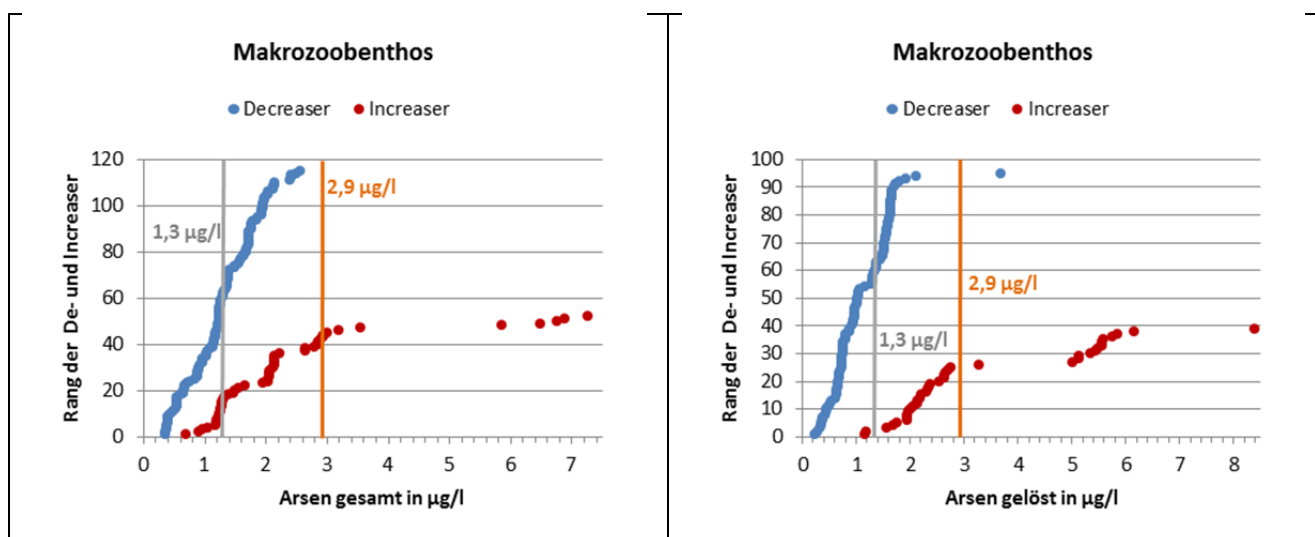 Makrozoobenthos
Decreaser Increaser
Rang der De- und Increaser
120
100
80
60
40
20
0
1,3 µg/l
2,9 µg/l
0 1 2 3 4 5 6 7
Arsen gesamt in µg/l
Makrozoobenthos
Decreaser Increaser
Rang der De- und Increaser
100
90
80
70
60
50
40
30
20
10
0
2,9 µg/l
1,3 µg/l
0 1 2 3 4 5 6 7 8
Arsen gelöst in µg/l